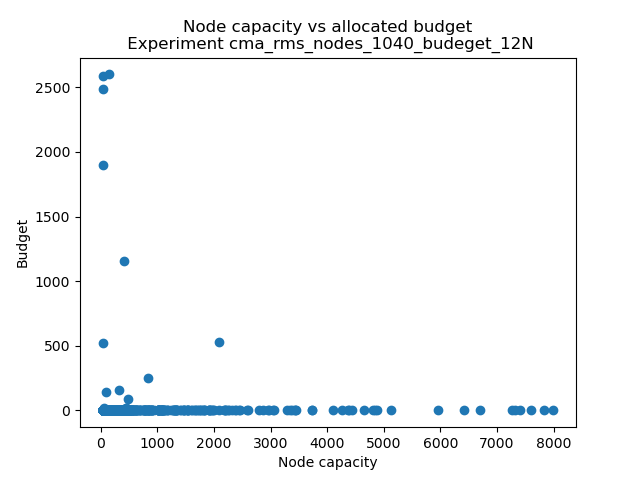 Node capacity vs allocated budget
Experiment cma_rms_nodes_1040_budeget_12N
Budget
2500
2000
1500
1000
500
0
0 1000 2000 3000 4000 5000 6000 7000 8000
Node capacity